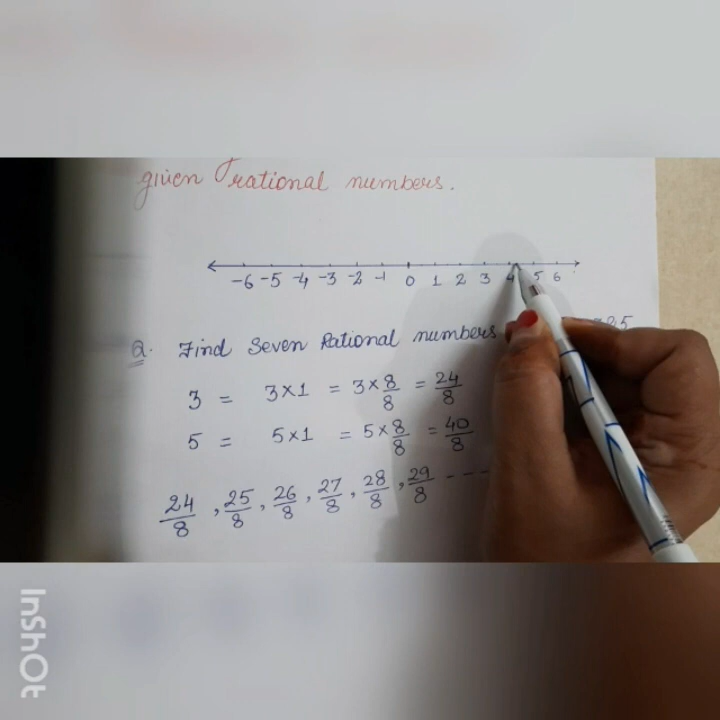 given rational numbers.
-6 -5 -4 -3 -2 -1 0 1 2 3 4 5 6
Q. Find Seven Rational numbers
3 = 3×1 = 3×8/8 = 24/8
5 = 5×1 = 5×8/8 = 40/8
24/8, 25/8, 26/8, 27/8, 28/8, 29/8 - - -
InShOt